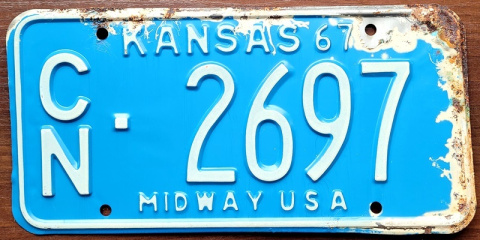 KANSAS 67
CN - 2697
MIDWAY USA